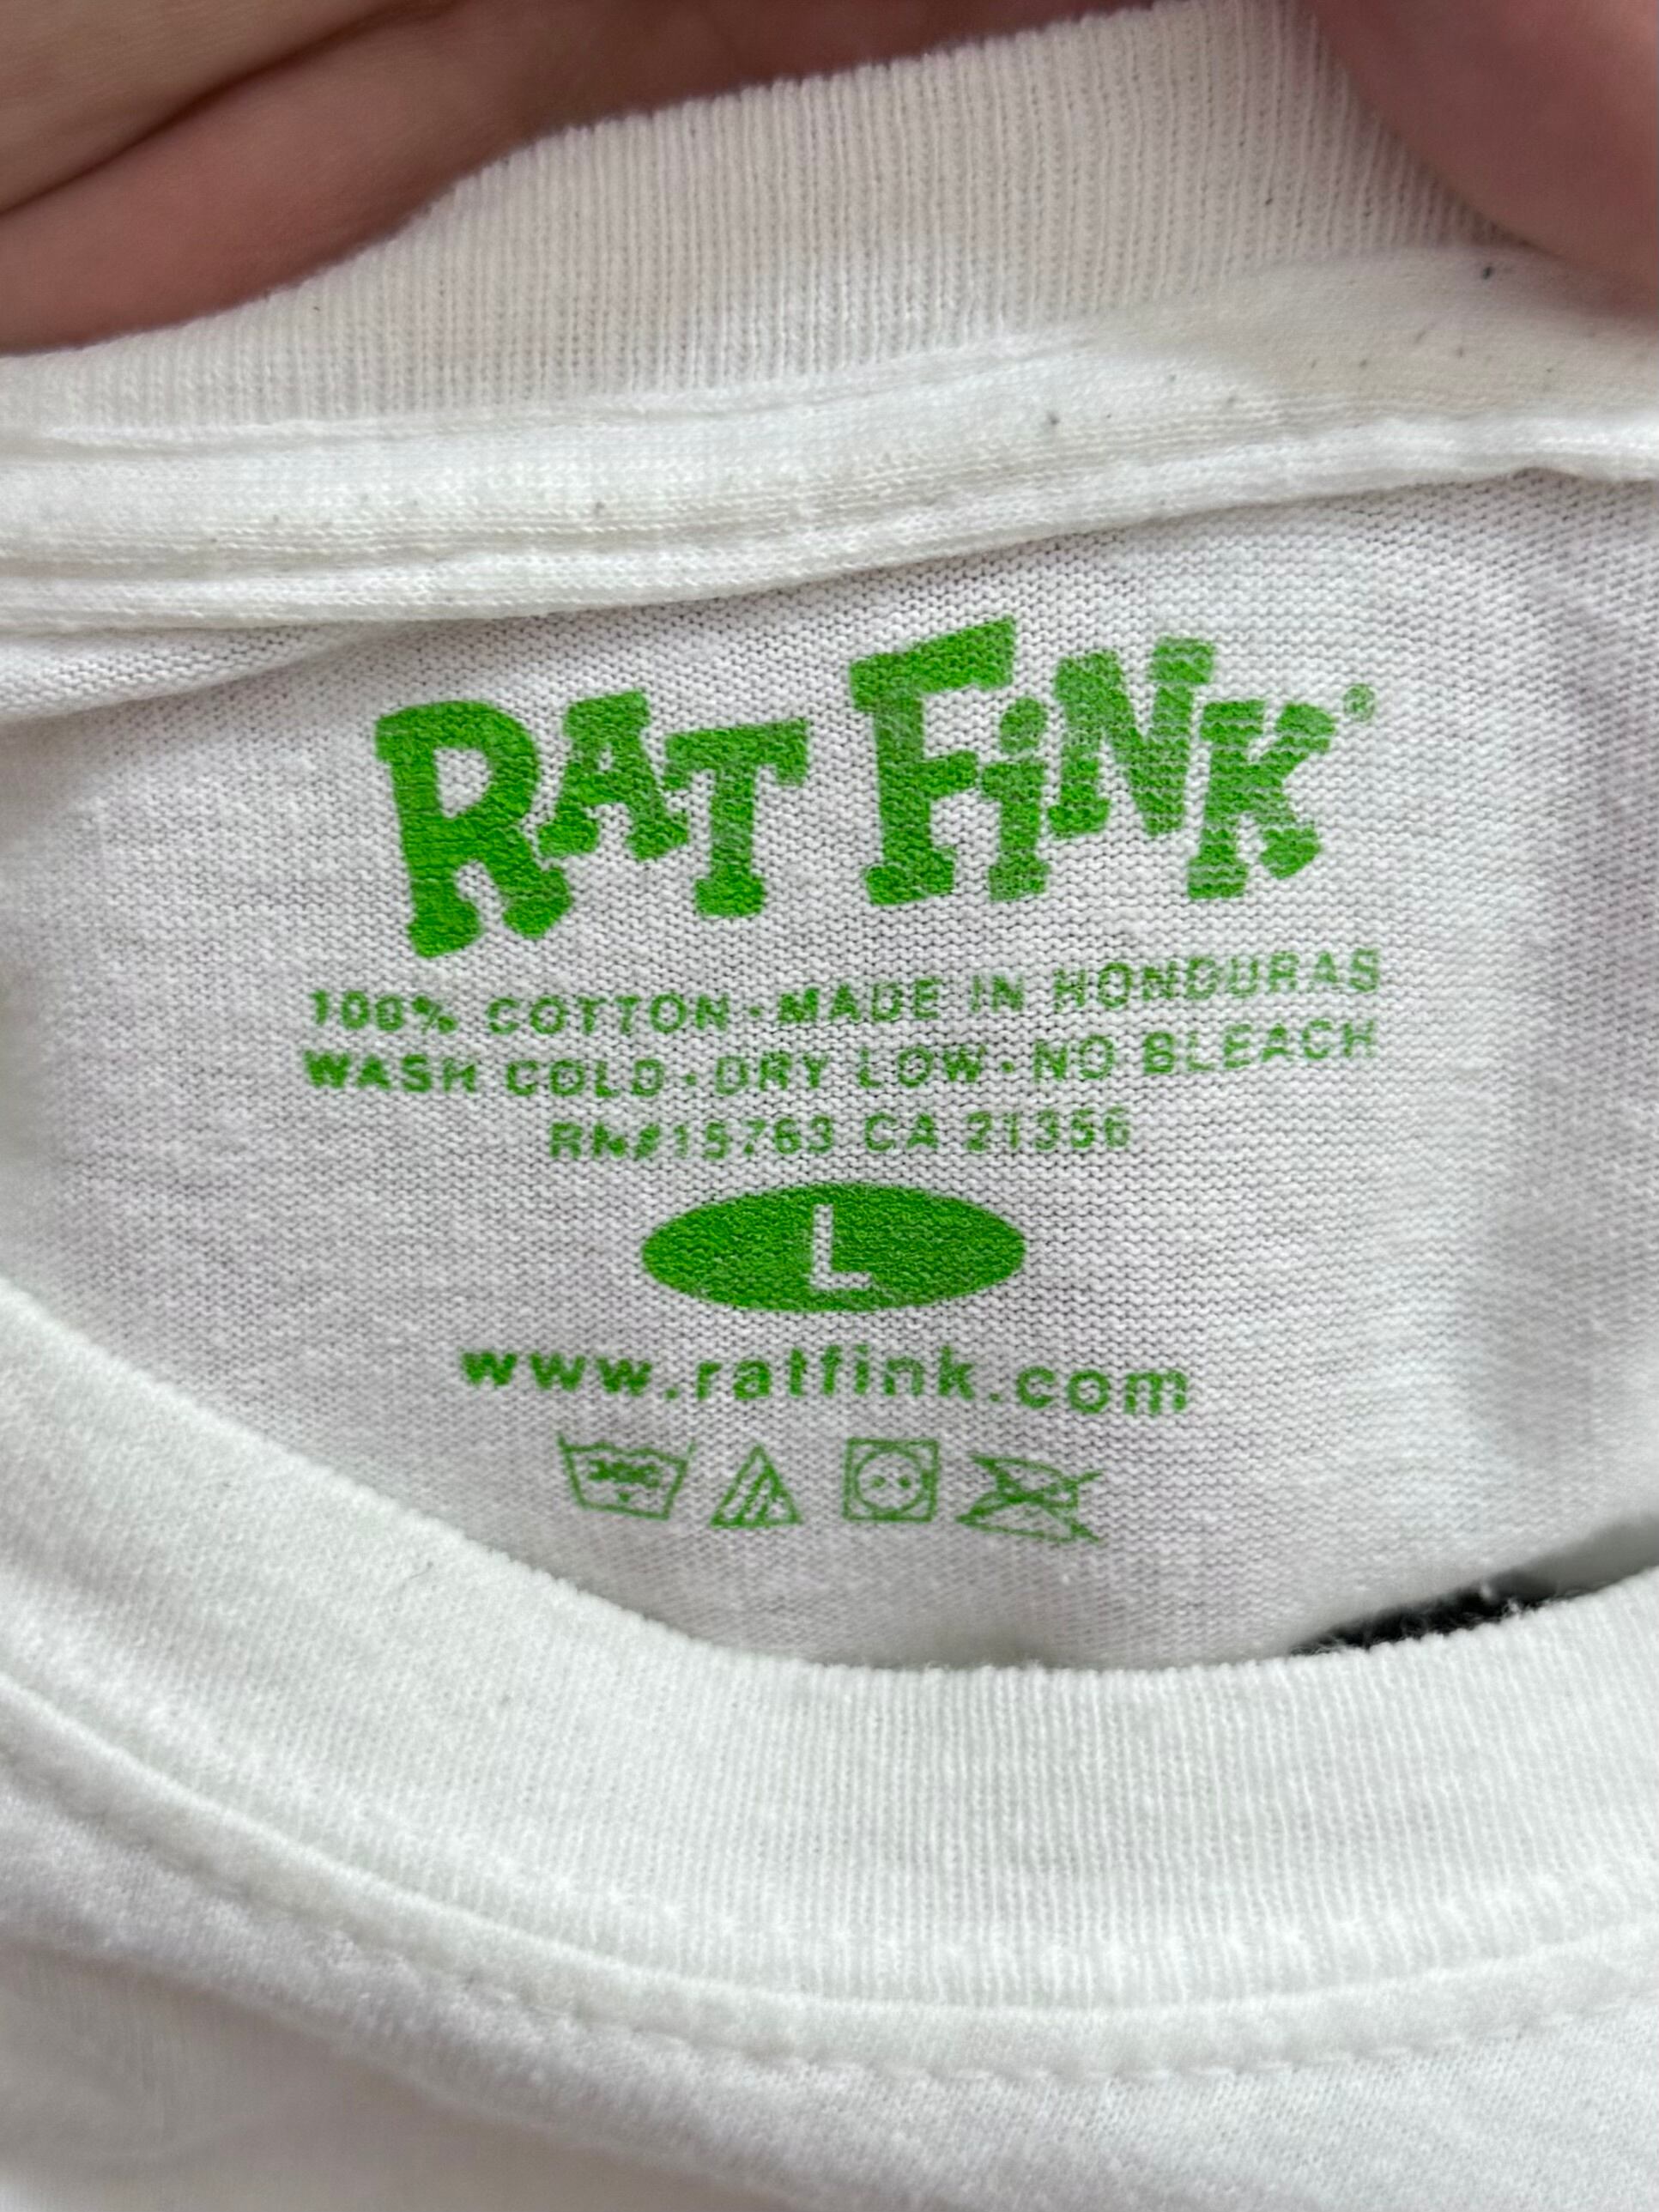 RAT FiNK®
100% COTTON · MADE IN HONDURAS
WASH COLD · DRY LOW · NO BLEACH
RN#15763 CA 21356
L
www.ratfink.com
30C